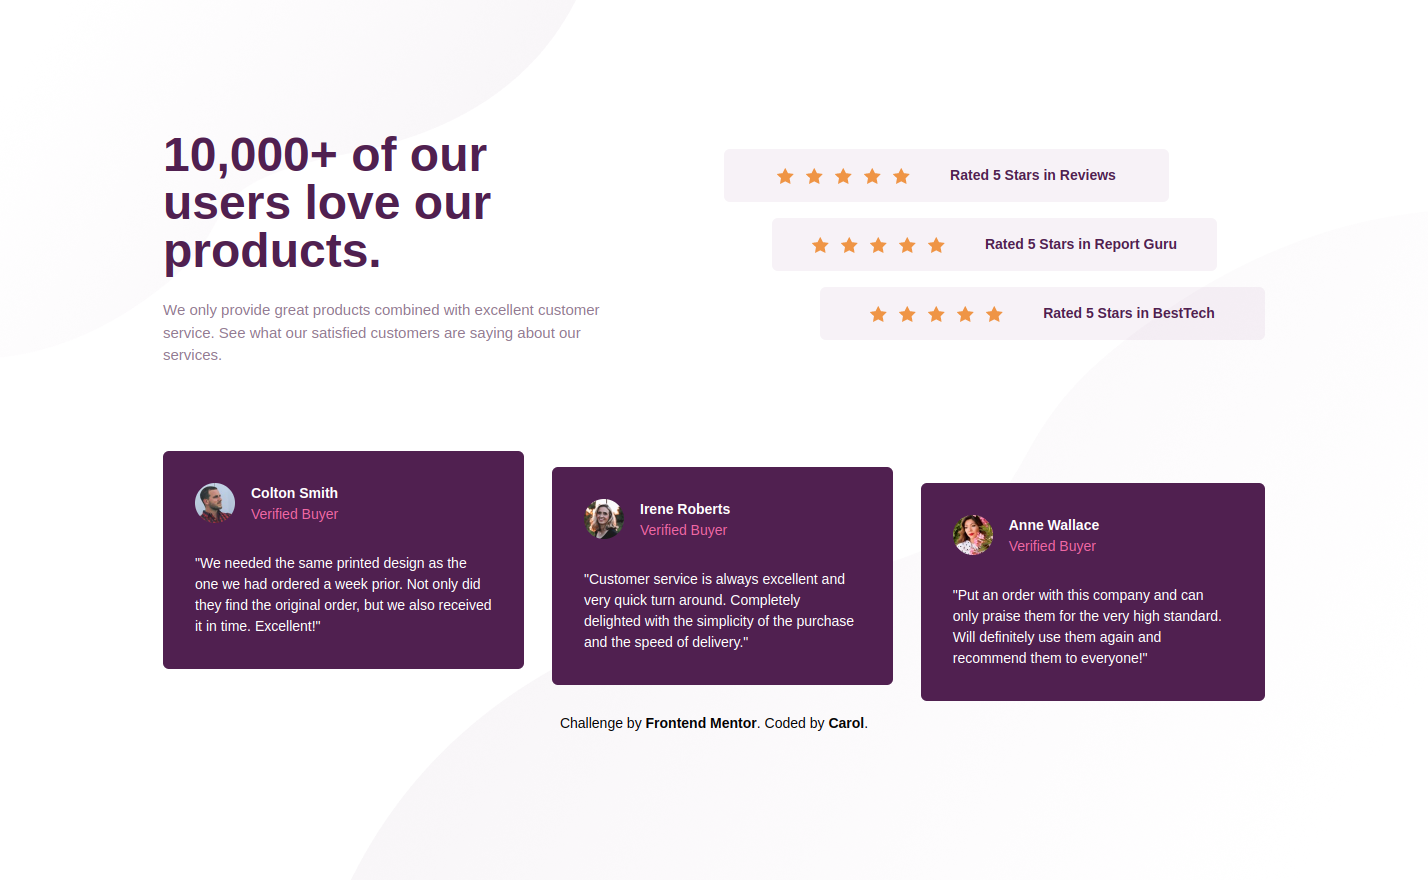 10,000+ of our
users love our
products.
We only provide great products combined with excellent customer
service. See what our satisfied customers are saying about our
services.
Rated 5 Stars in Reviews
Rated 5 Stars in Report Guru
Rated 5 Stars in BestTech
Colton Smith
Verified Buyer
"We needed the same printed design as the
one we had ordered a week prior. Not only did
they find the original order, but we also received
it in time. Excellent!"
Irene Roberts
Verified Buyer
"Customer service is always excellent and
very quick turn around. Completely
delighted with the simplicity of the purchase
and the speed of delivery."
Anne Wallace
Verified Buyer
"Put an order with this company and can
only praise them for the very high standard.
Will definitely use them again and
recommend them to everyone!"
Challenge by Frontend Mentor. Coded by Carol.